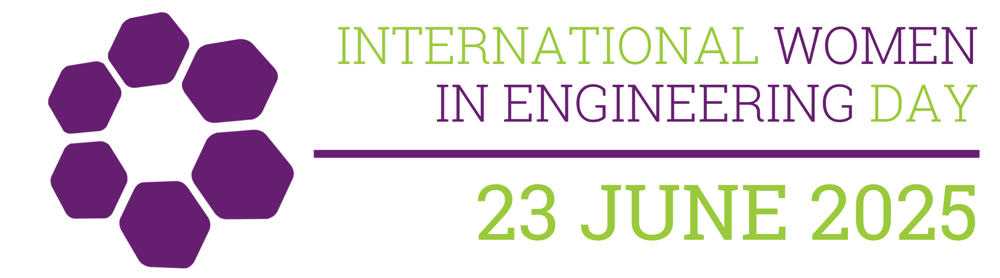 INTERNATIONAL WOMEN
IN ENGINEERING DAY
23 JUNE 2025